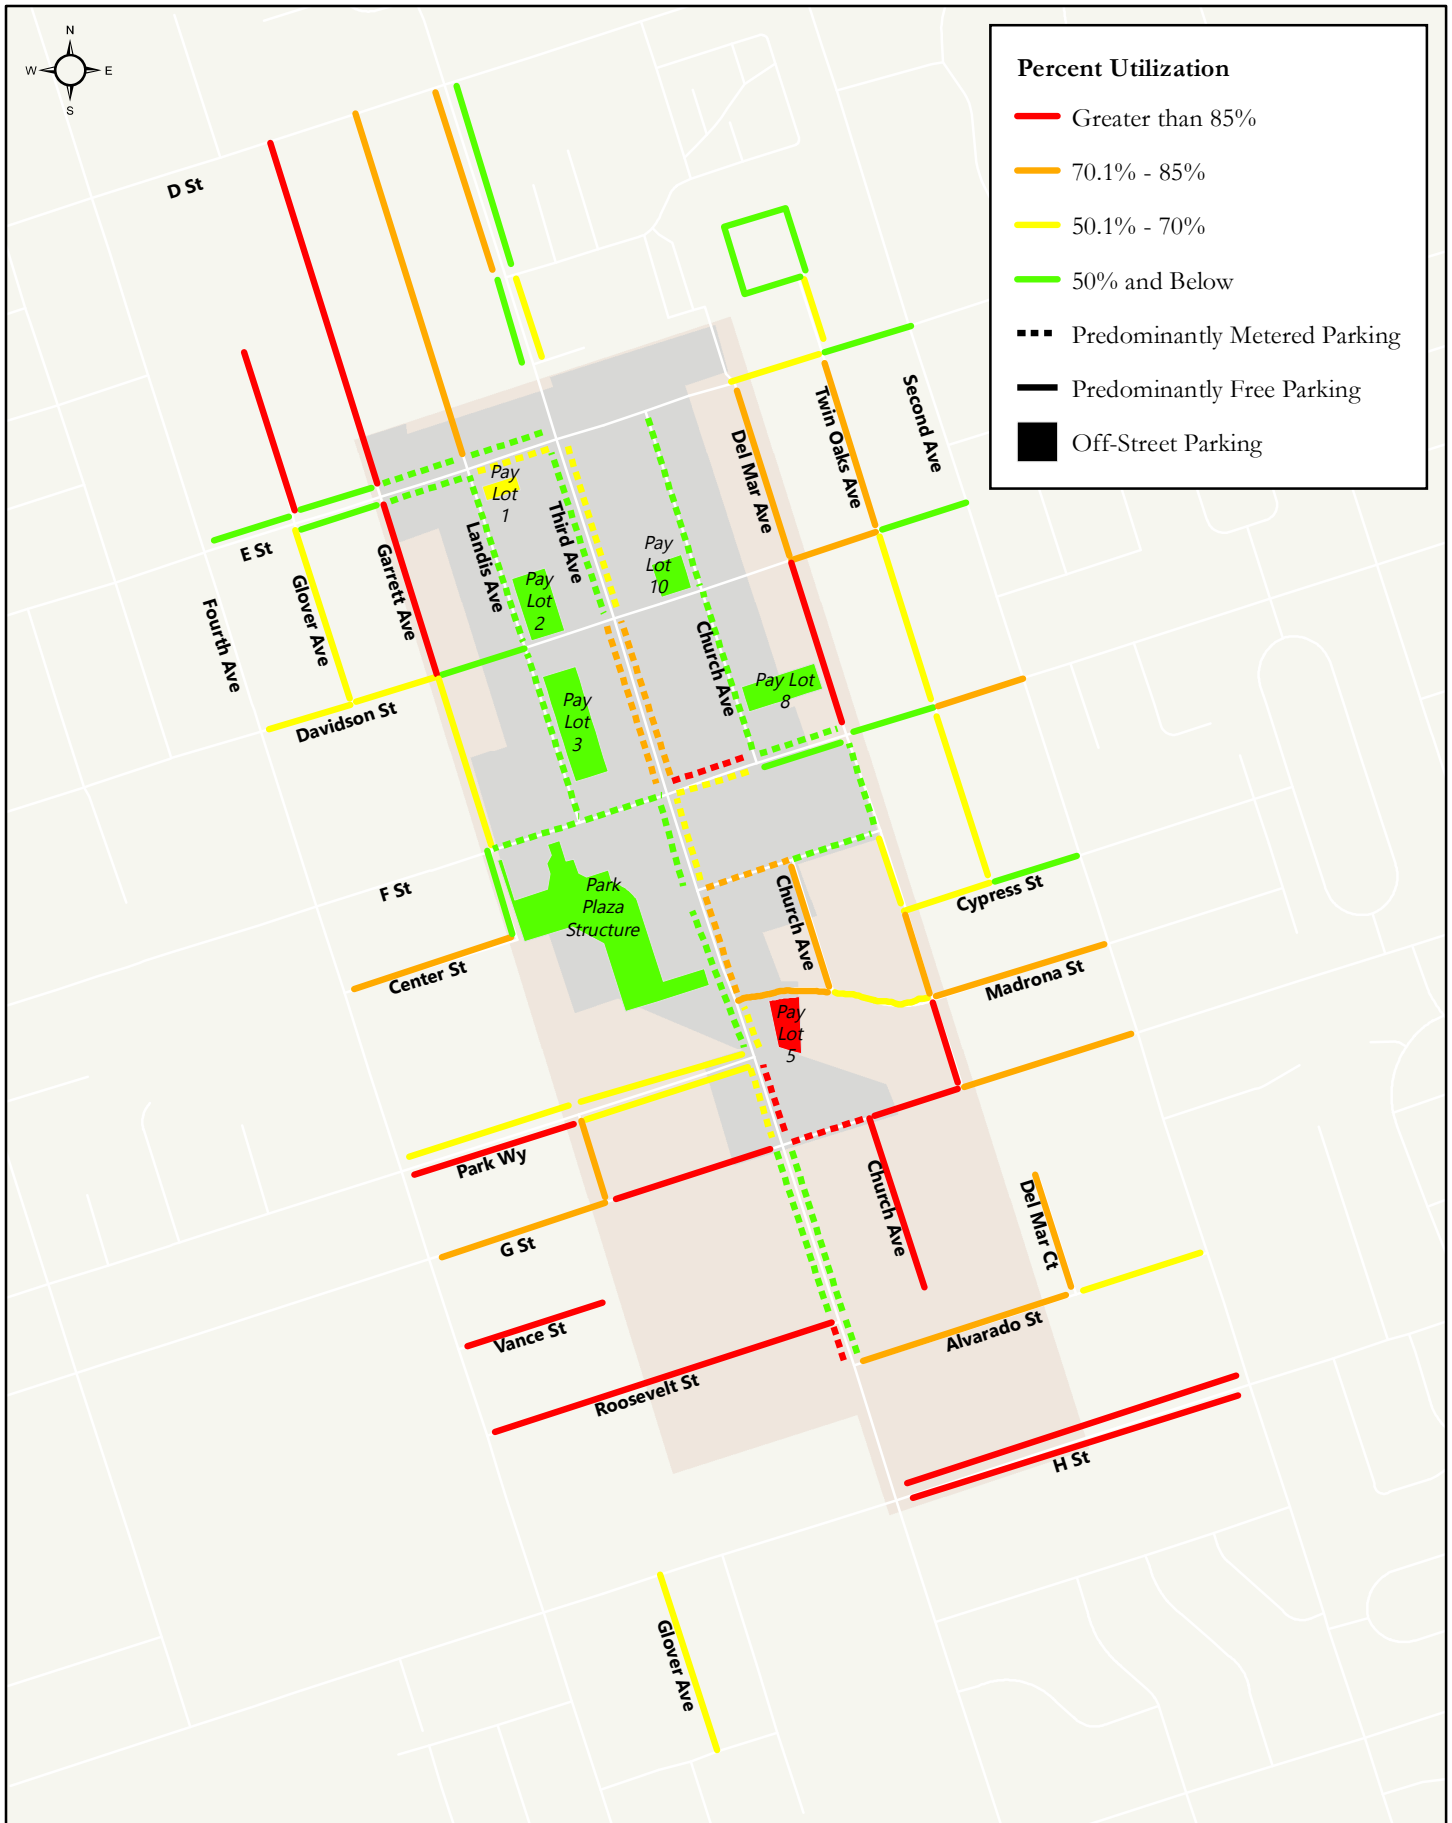 N
W
E
S
Percent Utilization
Greater than 85%
70.1% - 85%
50.1% - 70%
50% and Below
Predominantly Metered Parking
Predominantly Free Parking
Off-Street Parking
D St
Second Ave
Twin Oaks Ave
Del Mar Ave
Pay
Lot
1
Third Ave
Landis Ave
E St
Garrett Ave
Glover Ave
Fourth Ave
Pay
Lot
2
Pay
Lot
10
Church Ave
Pay Lot
8
Pay
Lot
3
Davidson St
F St
Park
Plaza
Structure
Church Ave
Cypress St
Center St
Madrona St
Pay
Lot
5
Park Wy
G St
Church Ave
Del Mar Ct
Vance St
Alvarado St
Roosevelt St
H St
Glover Ave